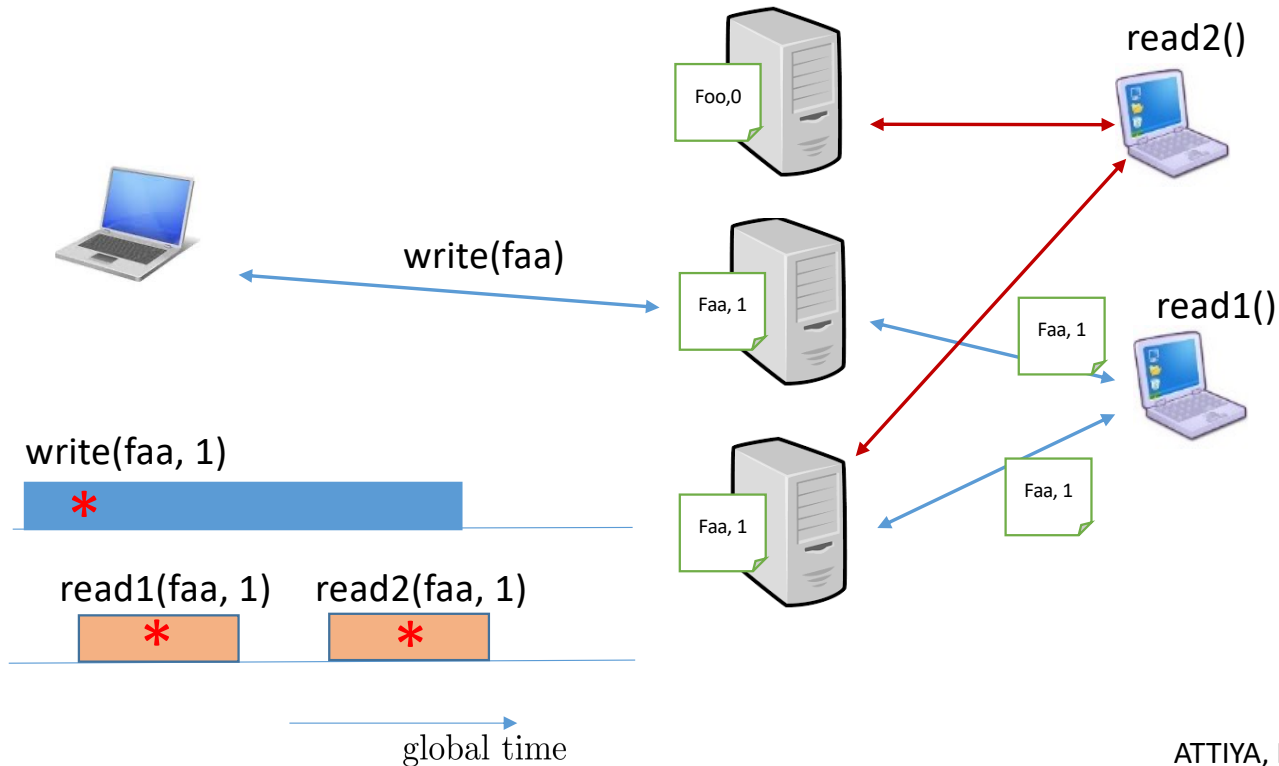 read2()
Foo,0
write(faa)
Faa, 1
read1()
Faa, 1
write(faa, 1)
*
Faa, 1
Faa, 1
read1(faa, 1)
read2(faa, 1)
*
*
global time
ATTIYA,